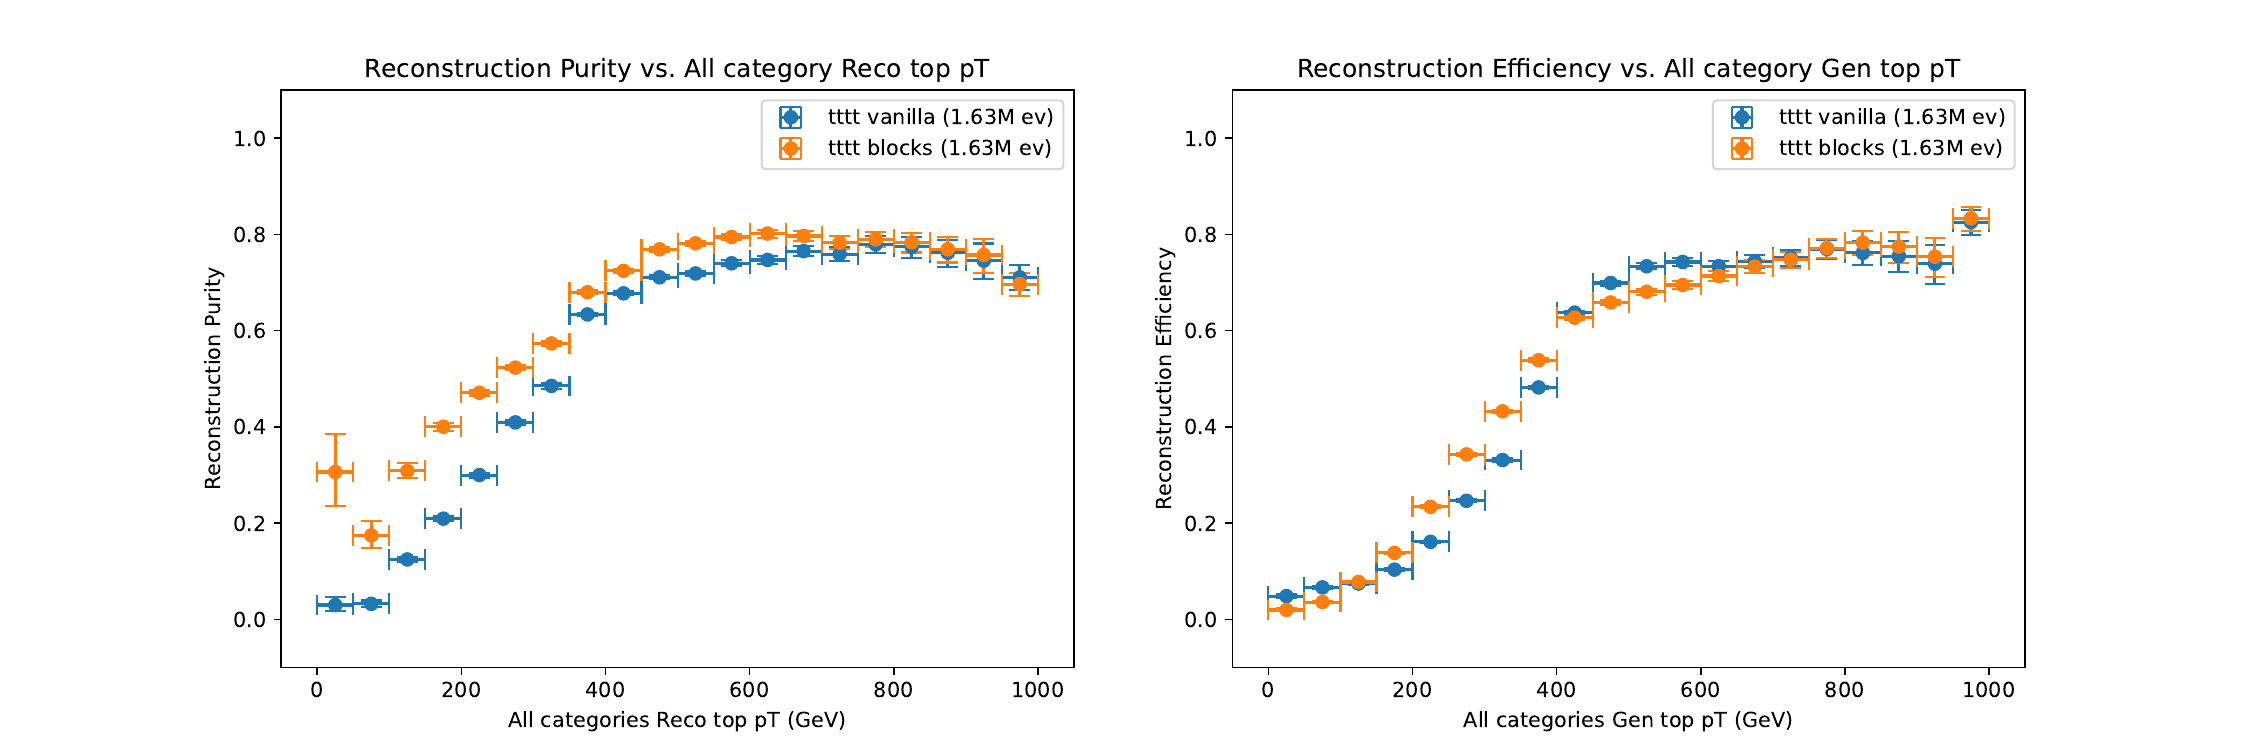 Reconstruction Purity vs. All category Reco top pT
tttt vanilla (1.63M ev)
tttt blocks (1.63M ev)
Reconstruction Purity
1.0
0.8
0.6
0.4
0.2
0.0
0 200 400 600 800 1000
All categories Reco top pT (GeV)
Reconstruction Efficiency vs. All category Gen top pT
tttt vanilla (1.63M ev)
tttt blocks (1.63M ev)
Reconstruction Efficiency
1.0
0.8
0.6
0.4
0.2
0.0
0 200 400 600 800 1000
All categories Gen top pT (GeV)